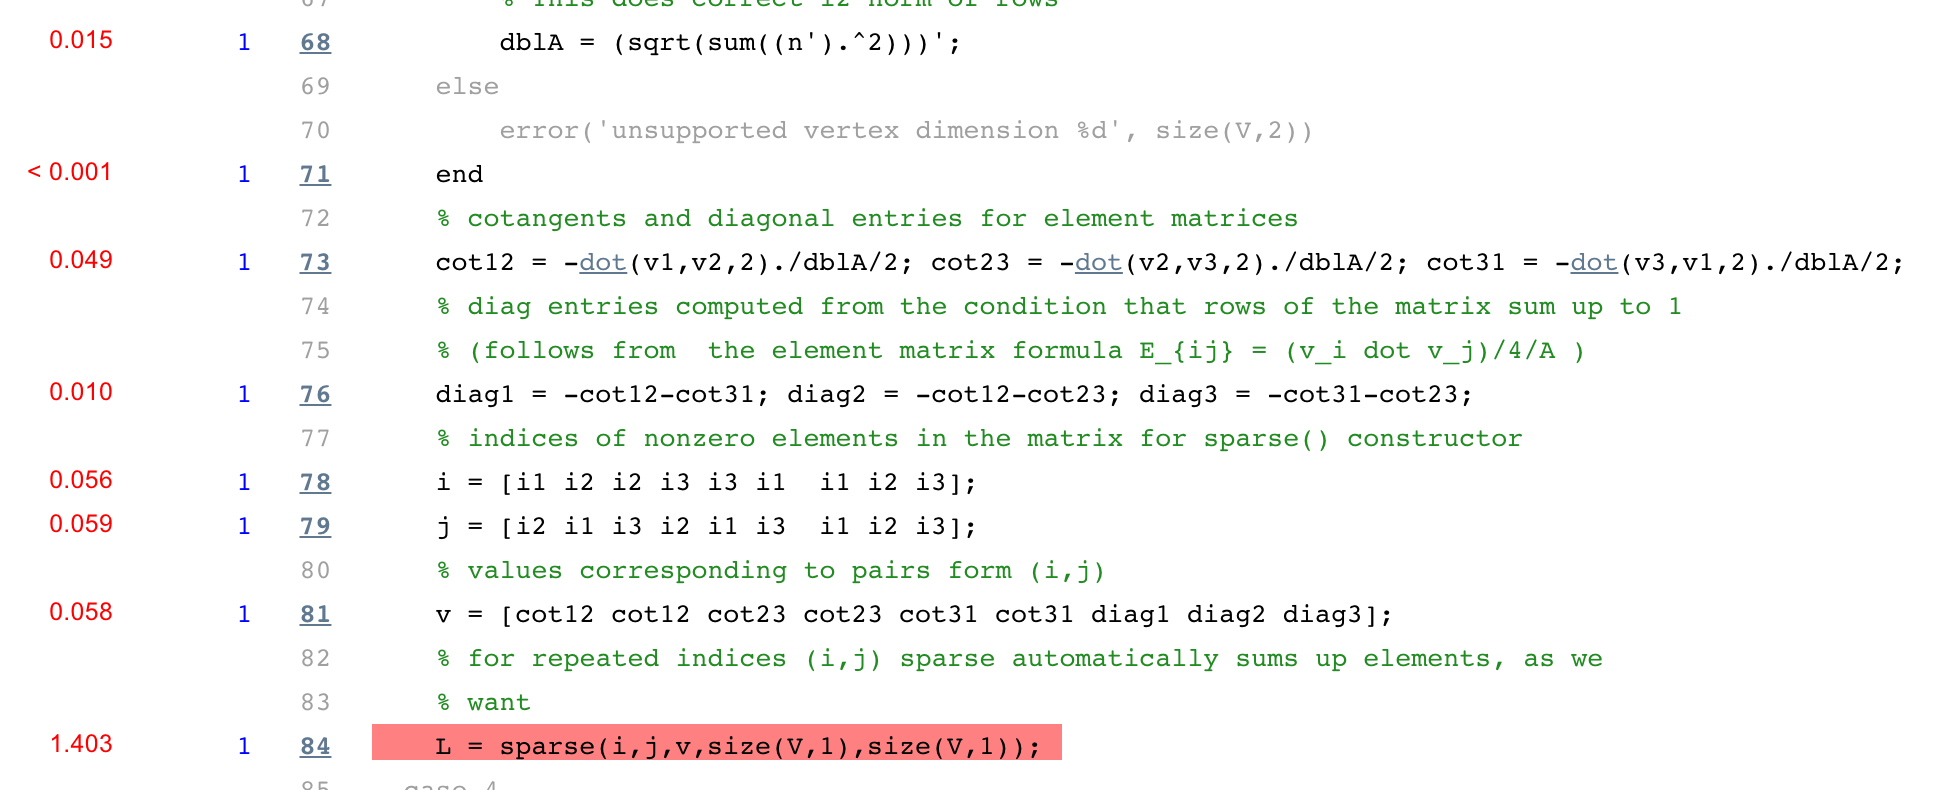 67 % This does correct l2 norm of rows
0.015 1 68 dblA = (sqrt(sum((n').^2)))';
69 else
70 error('unsupported vertex dimension %d', size(V,2))
< 0.001 1 71 end
72 % cotangents and diagonal entries for element matrices
0.049 1 73 cot12 = -dot(v1,v2,2)./dblA/2; cot23 = -dot(v2,v3,2)./dblA/2; cot31 = -dot(v3,v1,2)./dblA/2;
74 % diag entries computed from the condition that rows of the matrix sum up to 1
75 % (follows from  the element matrix formula E_{ij} = (v_i dot v_j)/4/A )
0.010 1 76 diag1 = -cot12-cot31; diag2 = -cot12-cot23; diag3 = -cot31-cot23;
77 % indices of nonzero elements in the matrix for sparse() constructor
0.056 1 78 i = [i1 i2 i2 i3 i3 i1  i1 i2 i3];
0.059 1 79 j = [i2 i1 i3 i2 i1 i3  i1 i2 i3];
80 % values corresponding to pairs form (i,j)
0.058 1 81 v = [cot12 cot12 cot23 cot23 cot31 cot31 diag1 diag2 diag3];
82 % for repeated indices (i,j) sparse automatically sums up elements, as we
83 % want
1.403 1 84 L = sparse(i,j,v,size(V,1),size(V,1));
85 case 4